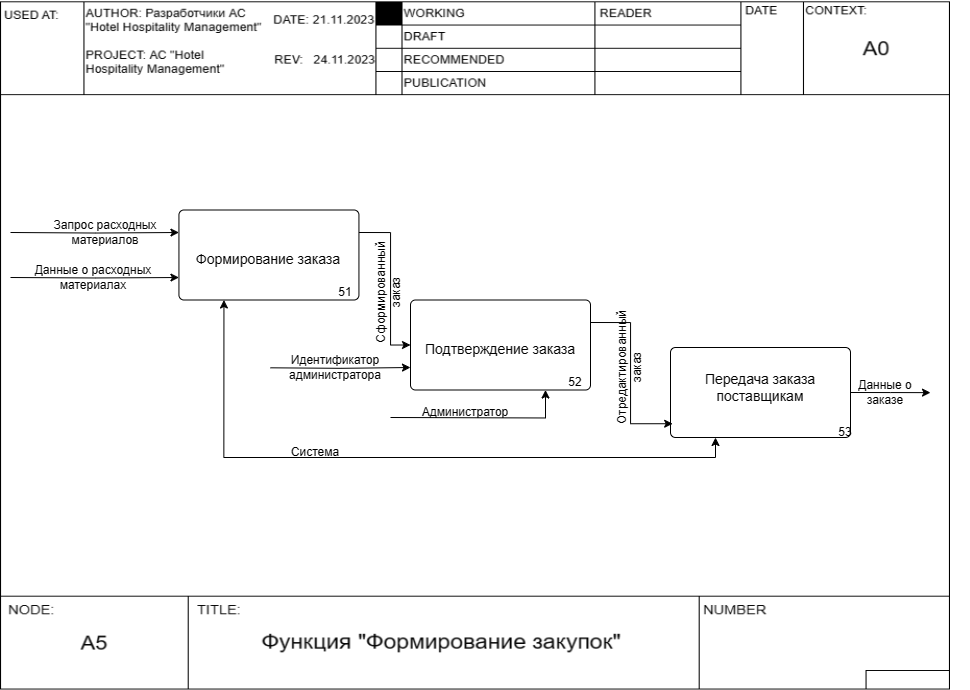 USED AT:
AUTHOR: Разработчики АС
"Hotel Hospitality Management"
DATE: 21.11.2023
PROJECT: АС "Hotel
Hospitality Management"
REV: 24.11.2023
WORKING
DRAFT
RECOMMENDED
PUBLICATION
READER
DATE
CONTEXT:
A0
Запрос расходных
материалов
Данные о расходных
материалах
Формирование заказа
51
Сформированный
заказ
Идентификатор
администратора
Подтверждение заказа
52
Администратор
Отредактированный
заказ
Передача заказа
поставщикам
53
Данные о
заказе
Система
NODE:
A5
TITLE:
Функция "Формирование закупок"
NUMBER